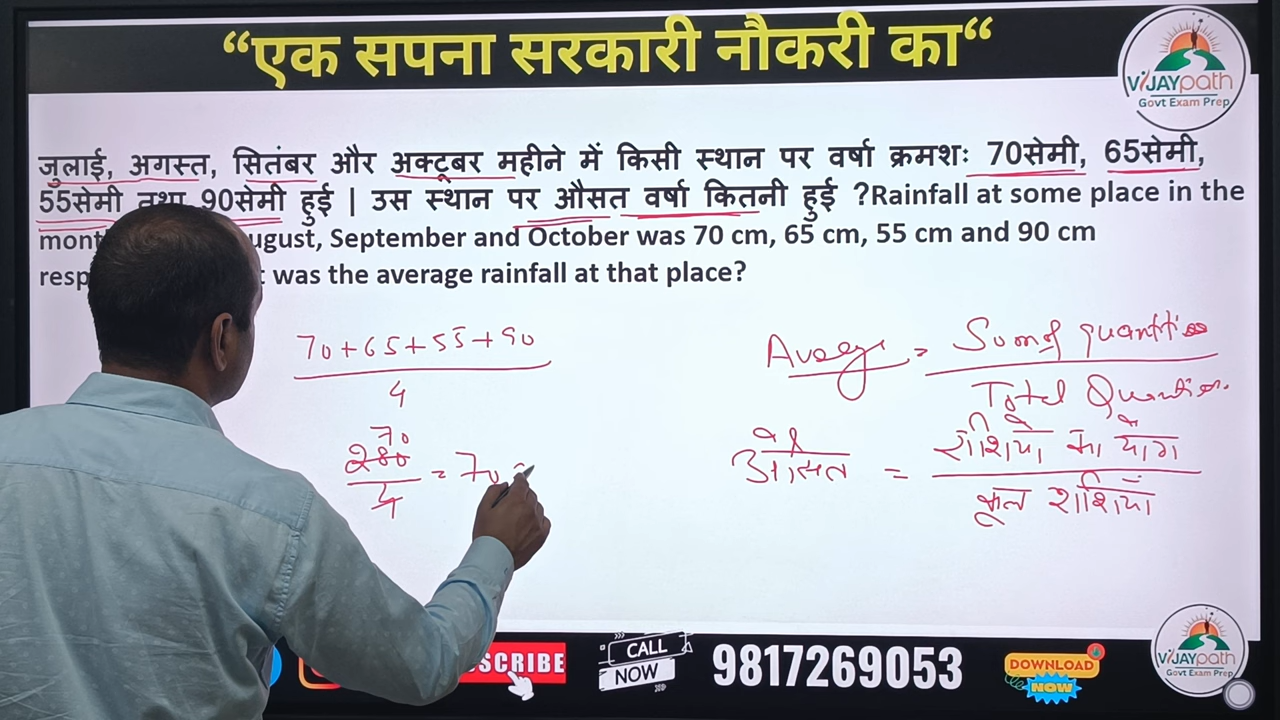 “एक सपना सरकारी नौकरी का“
VIJAYpath
Govt Exam Prep
जुलाई, अगस्त, सितंबर और अक्टूबर महीने में किसी स्थान पर वर्षा क्रमशः 70सेमी, 65सेमी,
55सेमी तथा 90सेमी हुई | उस स्थान पर औसत वर्षा कितनी हुई ?Rainfall at some place in the
September and October was 70 cm, 65 cm, 55 cm and 90 cm
was the average rainfall at that place?
70+65+55+90
4
70
280
4
= 70
Average = Sum of quantities
Total Quantities
औसत = राशियों का योग
कुल राशियाँ
CALL
NOW
9817269053
DOWNLOAD
NOW
VIJAYpath
Govt Exam Prep